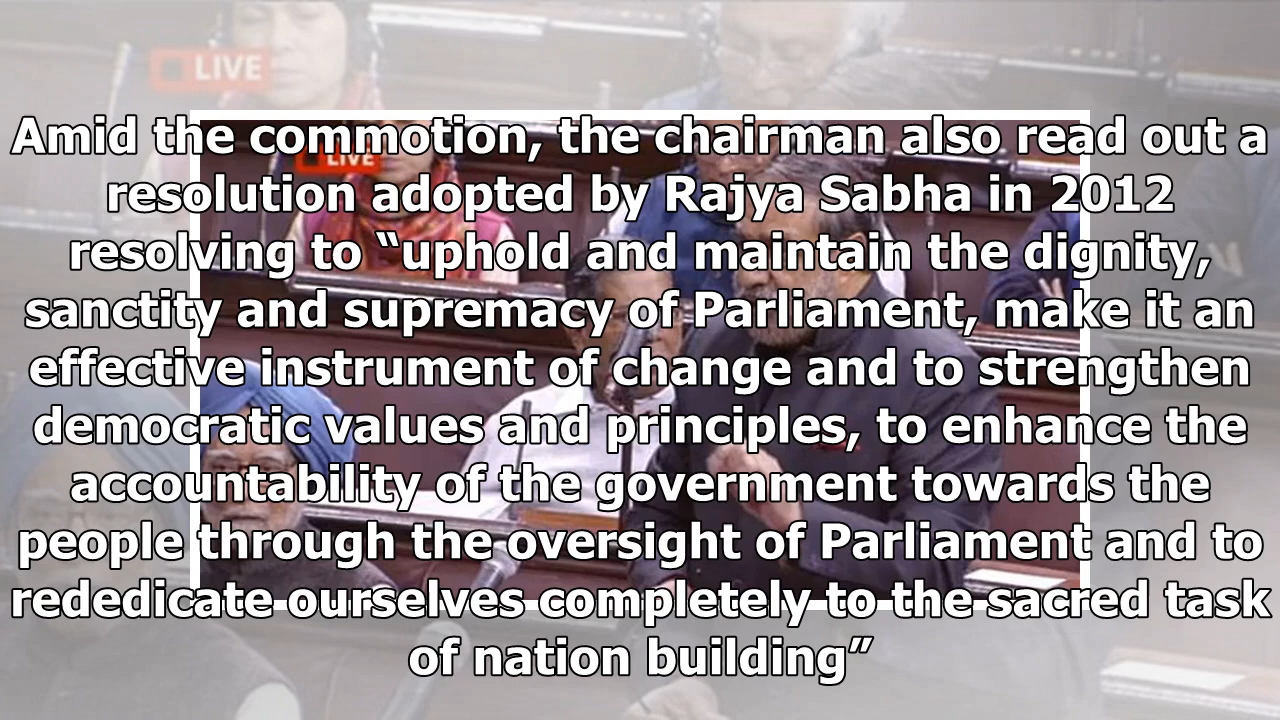 LIVE
Amid the commotion, the chairman also read out a
LIVE
resolution adopted by Rajya Sabha in 2012
resolving to “uphold and maintain the dignity,
sanctity and supremacy of Parliament, make it an
effective instrument of change and to strengthen
democratic values and principles, to enhance the
accountability of the government towards the
people through the oversight of Parliament and to
rededicate ourselves completely to the sacred task
of nation building”